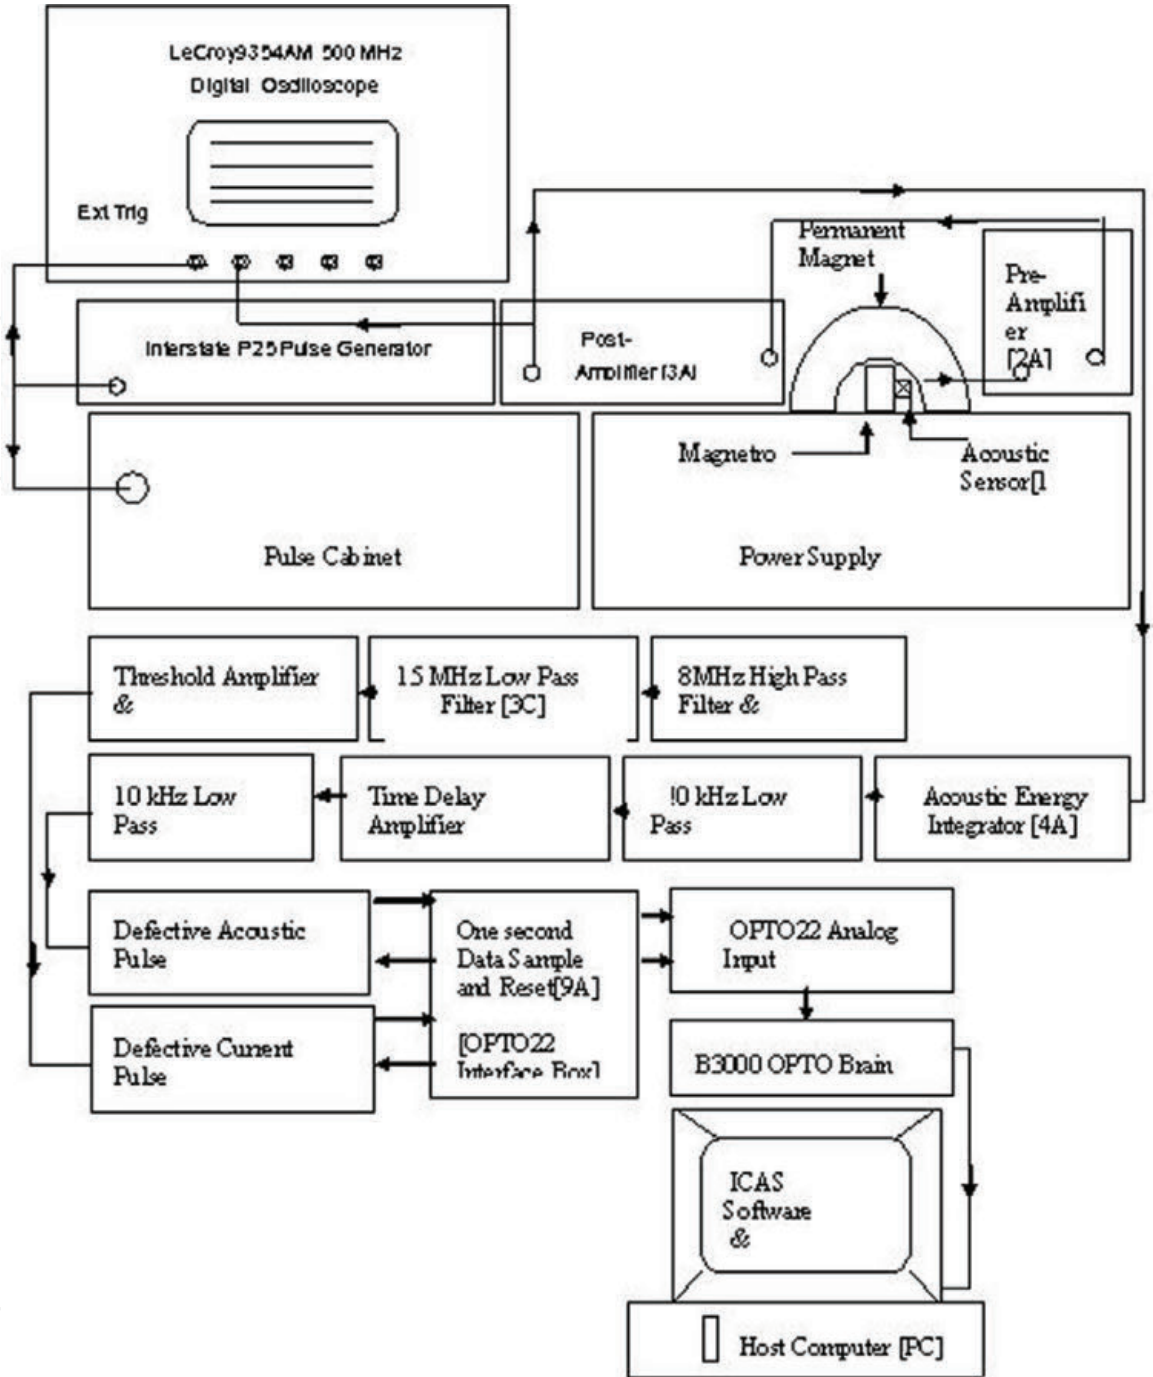 LeCroy9354AM 500 MHz
Digital Oscilloscope
Ext Trig
Permanent
Magnet
Pre-
Amplifi
er
[2A]
Interstate P25 Pulse Generator
Post-
Amplifier [3A]
Magnetro
Acoustic
Sensor[1
Pulse Cabinet
Power Supply
Threshold Amplifier
&
15 MHz Low Pass
Filter [3C]
8MHz High Pass
Filter &
10 kHz Low
Pass
Time Delay
Amplifier
!0 kHz Low
Pass
Acoustic Energy
Integrator [4A]
Defective Acoustic
Pulse
One second
Data Sample
and Reset[9A]
[OPTO22
Interface Box]
OPTO22 Analog
Input
Defective Current
Pulse
B3000 OPTO Brain
ICAS
Software
&
Host Computer [PC]